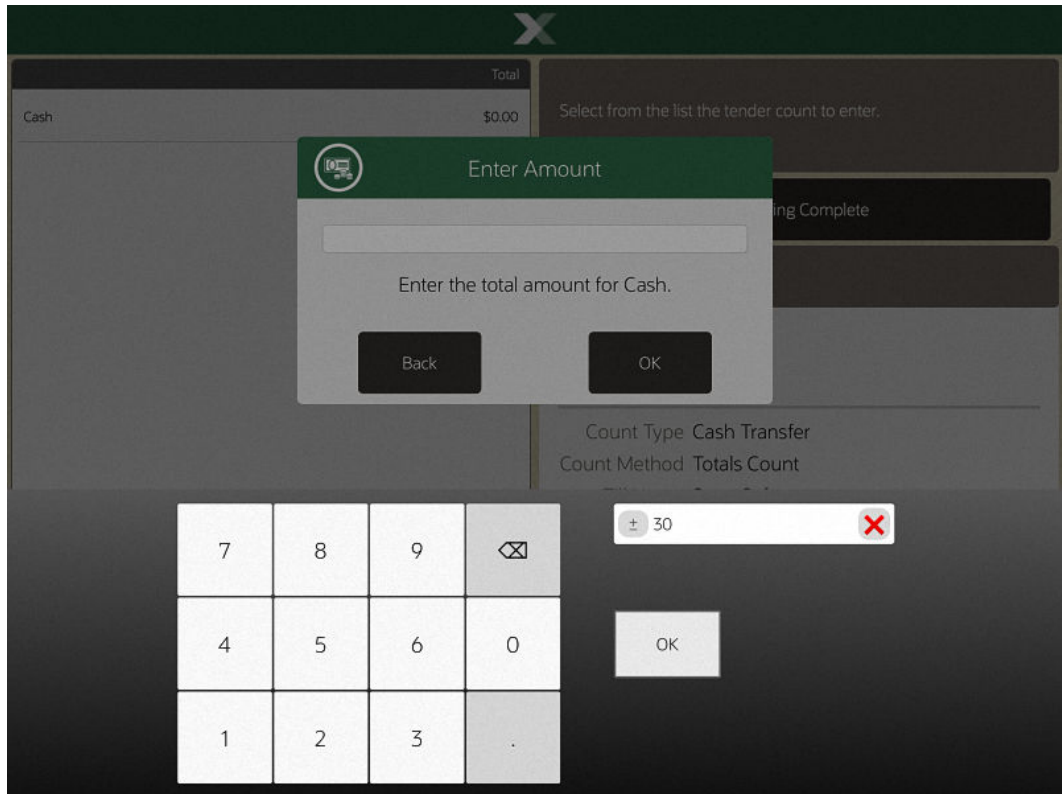 Total
Cash $0.00
Select from the list the tender count to enter.
Enter Amount
ing Complete
Enter the total amount for Cash.
Back OK
Count Type Cash Transfer
Count Method Totals Count
7 8 9
± 30
4 5 6 0
OK
1 2 3 .